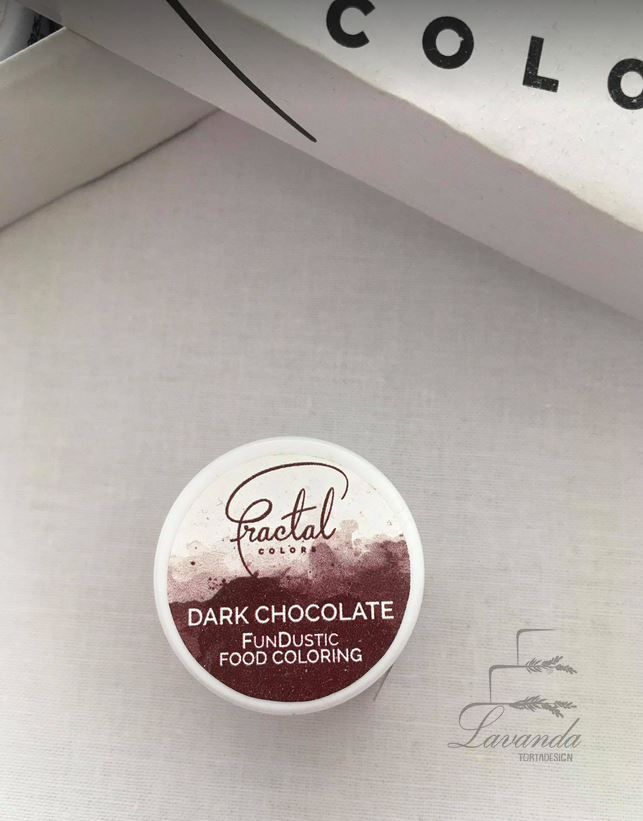 COLO
fractal
COLORS
DARK CHOCOLATE
FUNDUSTIC
FOOD COLORING
Lavanda
TORTADESIGN